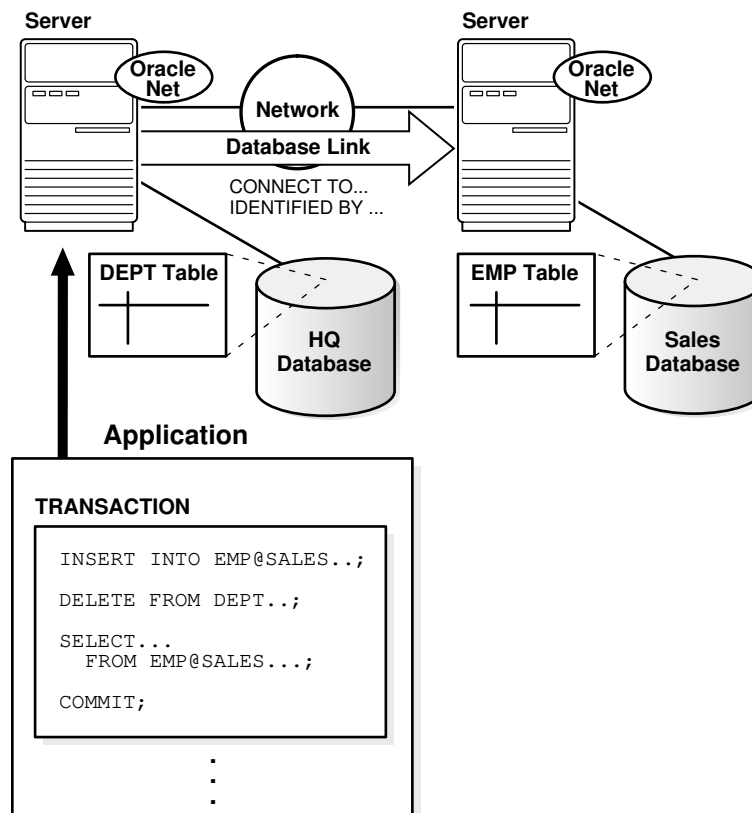 Server
Server
Oracle
Net
Oracle
Net
Network
Database Link
CONNECT TO...
IDENTIFIED BY ...
DEPT Table
EMP Table
HQ
Database
Sales
Database
Application
TRANSACTION
INSERT INTO EMP@SALES..;
DELETE FROM DEPT..;
SELECT...
FROM EMP@SALES...;
COMMIT;
.
.
.